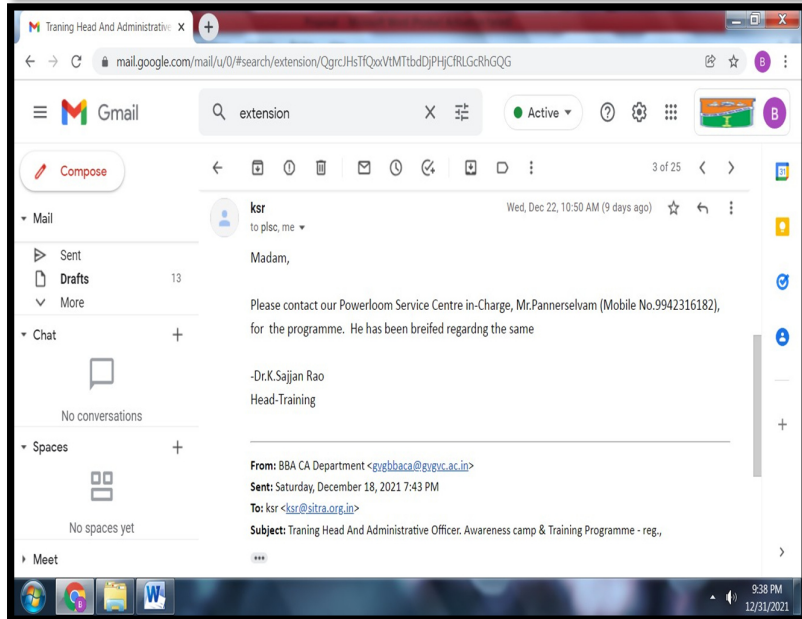 Traning Head And Administrative
mail.google.com/mail/u/0/#search/extension/QgrcJHsTfQxxVtMTtbdDjPHjCfRLGcRhGQG
B
Gmail
extension
Active
B
Compose
3 of 25
31
Mail
ksr
Wed, Dec 22, 10:50 AM (9 days ago)
to plsc, me
Sent
Madam,
Drafts 13
More
Please contact our Powerloom Service Centre in-Charge, Mr.Pannerselvam (Mobile No.9942316182),
for the programme. He has been breifed regardng the same
Chat
-Dr.K.Sajjan Rao
Head-Training
No conversations
Spaces
From: BBA CA Department <gvgbbaca@gvgvc.ac.in>
Sent: Saturday, December 18, 2021 7:43 PM
To: ksr <ksr@sitra.org.in>
No spaces yet
Subject: Traning Head And Administrative Officer. Awareness camp & Training Programme - reg.,
Meet
9:38 PM
12/31/2021